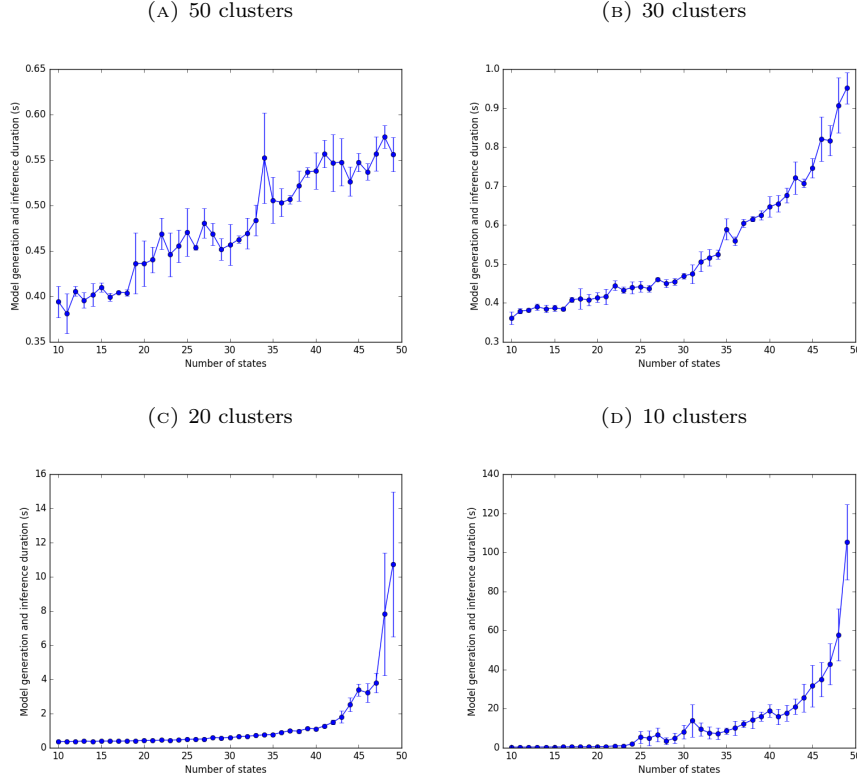 (A) 50 clusters
0.65
0.60
0.55
0.50
0.45
0.40
0.35
10 15 20 25 30 35 40 45 50
Number of states
Model generation and inference duration (s)
(B) 30 clusters
1.0
0.9
0.8
0.7
0.6
0.5
0.4
0.3
10 15 20 25 30 35 40 45 50
Number of states
Model generation and inference duration (s)
(C) 20 clusters
16
14
12
10
8
6
4
2
0
10 15 20 25 30 35 40 45 50
Number of states
Model generation and inference duration (s)
(D) 10 clusters
140
120
100
80
60
40
20
0
10 15 20 25 30 35 40 45 50
Number of states
Model generation and inference duration (s)